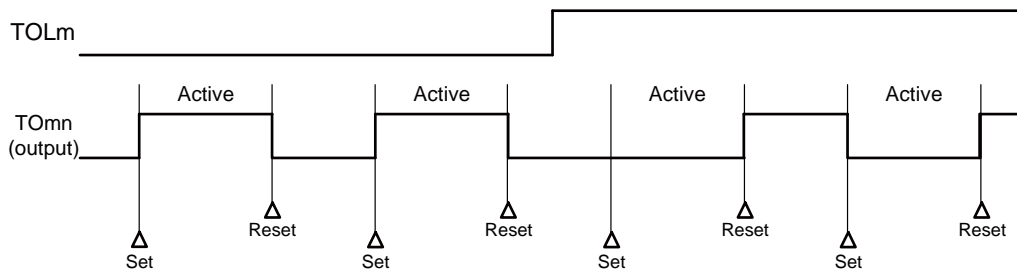 TOLm
Active Active Active Active
TOmn
(output)
Reset Reset Reset Reset
Set Set Set Set